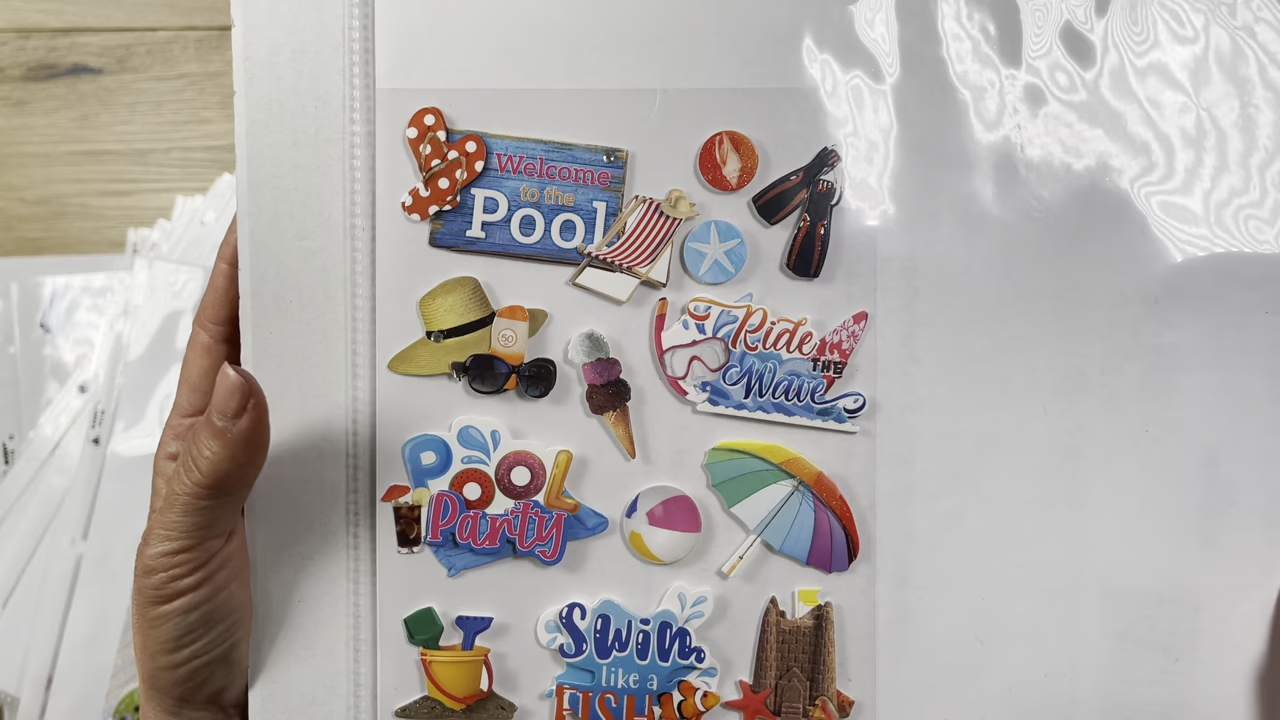 Welcome
to the
Pool
50
Ride
THE
Wave
POOL
Party
Swim
like a
FISH